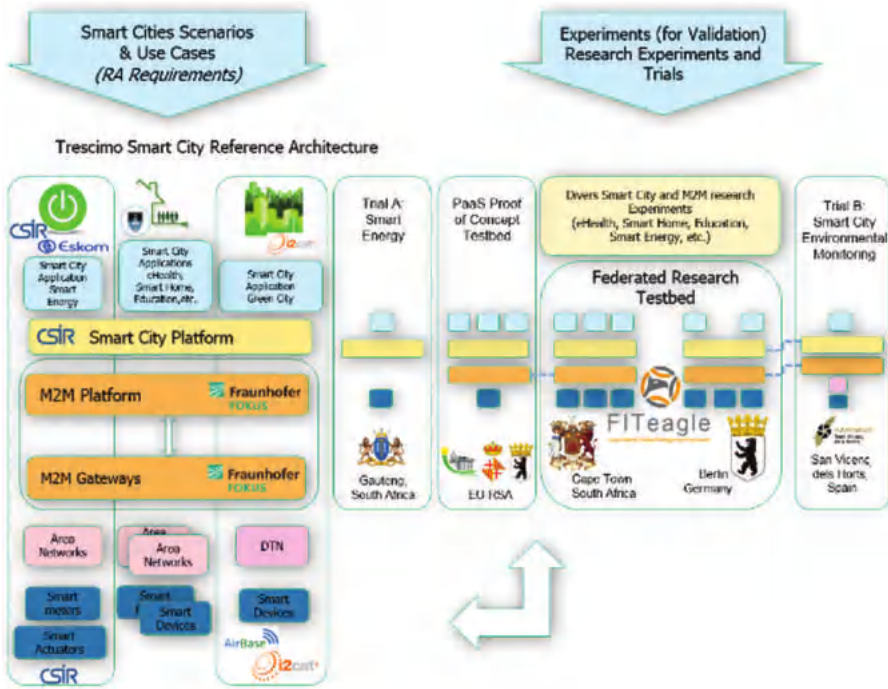 Smart Cities Scenarios
& Use Cases
(RA Requirements)
Experiments (for Validation)
Research Experiments and
Trials
Trescimo Smart City Reference Architecture
CSIR
Eskom
i2cat
Smart City
Application
Smart
Energy
Smart City
Applications
eHealth,
Smart Home,
Education,etc.
Smart City
Application
Green City
CSIR Smart City Platform
M2M Platform
Fraunhofer
FOKUS
M2M Gateways
Fraunhofer
FOKUS
Area
Networks
Area
Area
Networks
DTN
Smart
meters
Smart
Actuators
Smart
Smart
Devices
Smart
Devices
CSIR
AirBase
i2cat
Trial A:
Smart
Energy
Gauteng,
South Africa
PaaS Proof
of Concept
Testbed
EU-RSA
Divers Smart City and M2M research
Experiments
(eHealth, Smart Home, Education,
Smart Energy, etc.)
Federated Research
Testbed
FITeagle
Cape Town
South Africa
Berlin
Germany
Trial B:
Smart City
Environmental
Monitoring
San Vicenç
dels Horts,
Spain